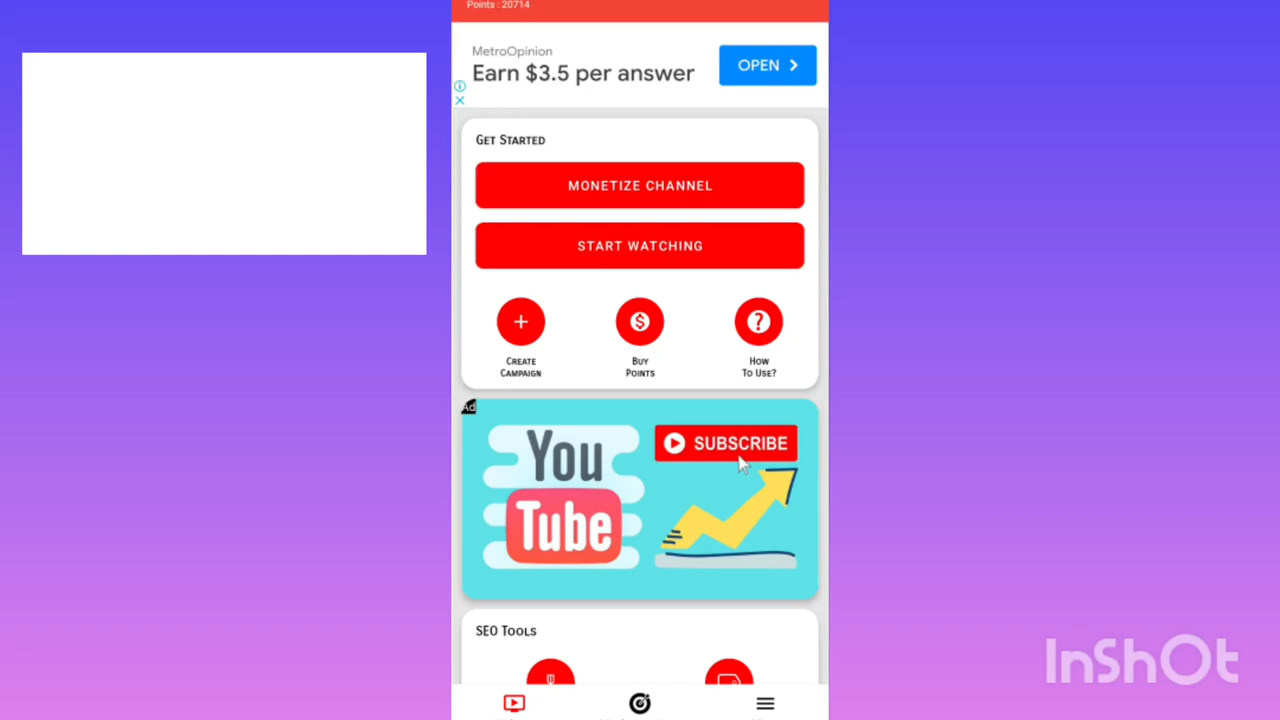 Points : 20714
MetroOpinion
Earn $3.5 per answer
OPEN
Get Started
MONETIZE CHANNEL
START WATCHING
Create
Campaign
Buy
Points
How
To Use?
Ad
You
Tube
SUBSCRIBE
SEO Tools
InShOt